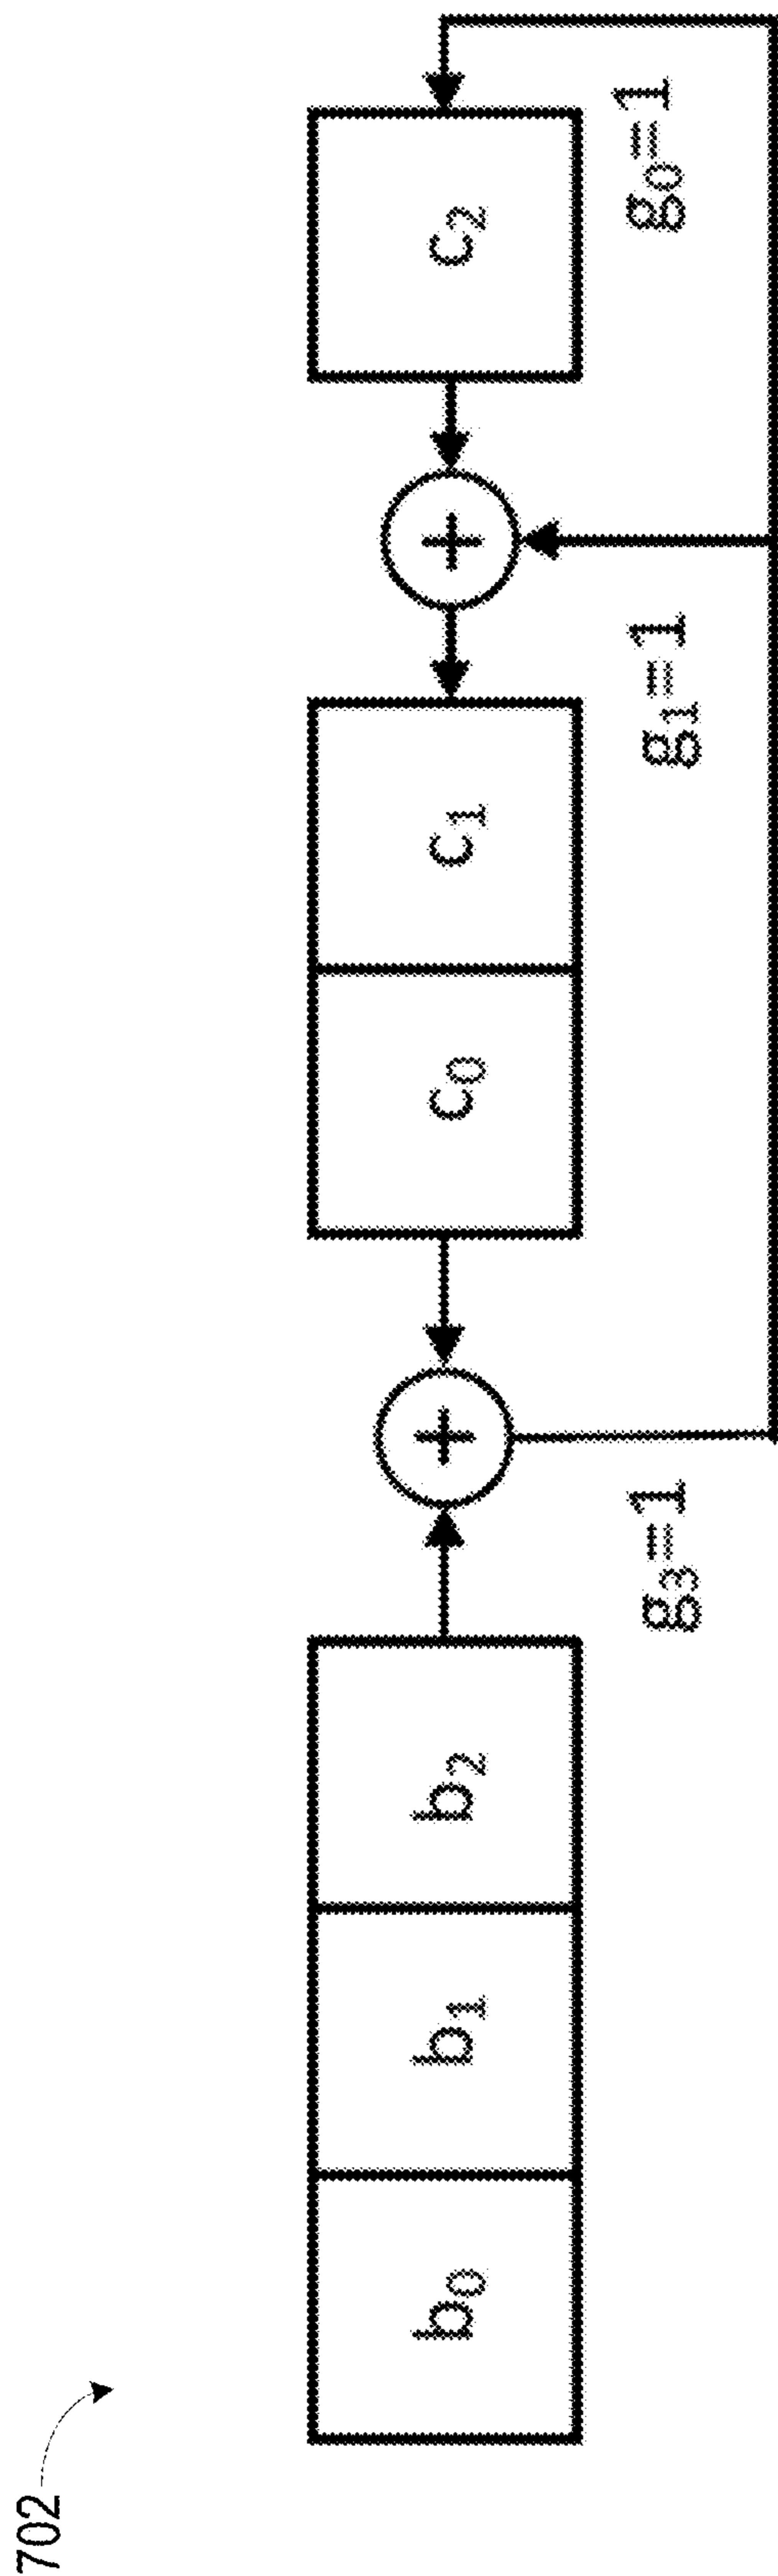 702
b₀ b₁ b₂ c₀ c₁ c₂
g₃=1 g₁=1 g₀=1